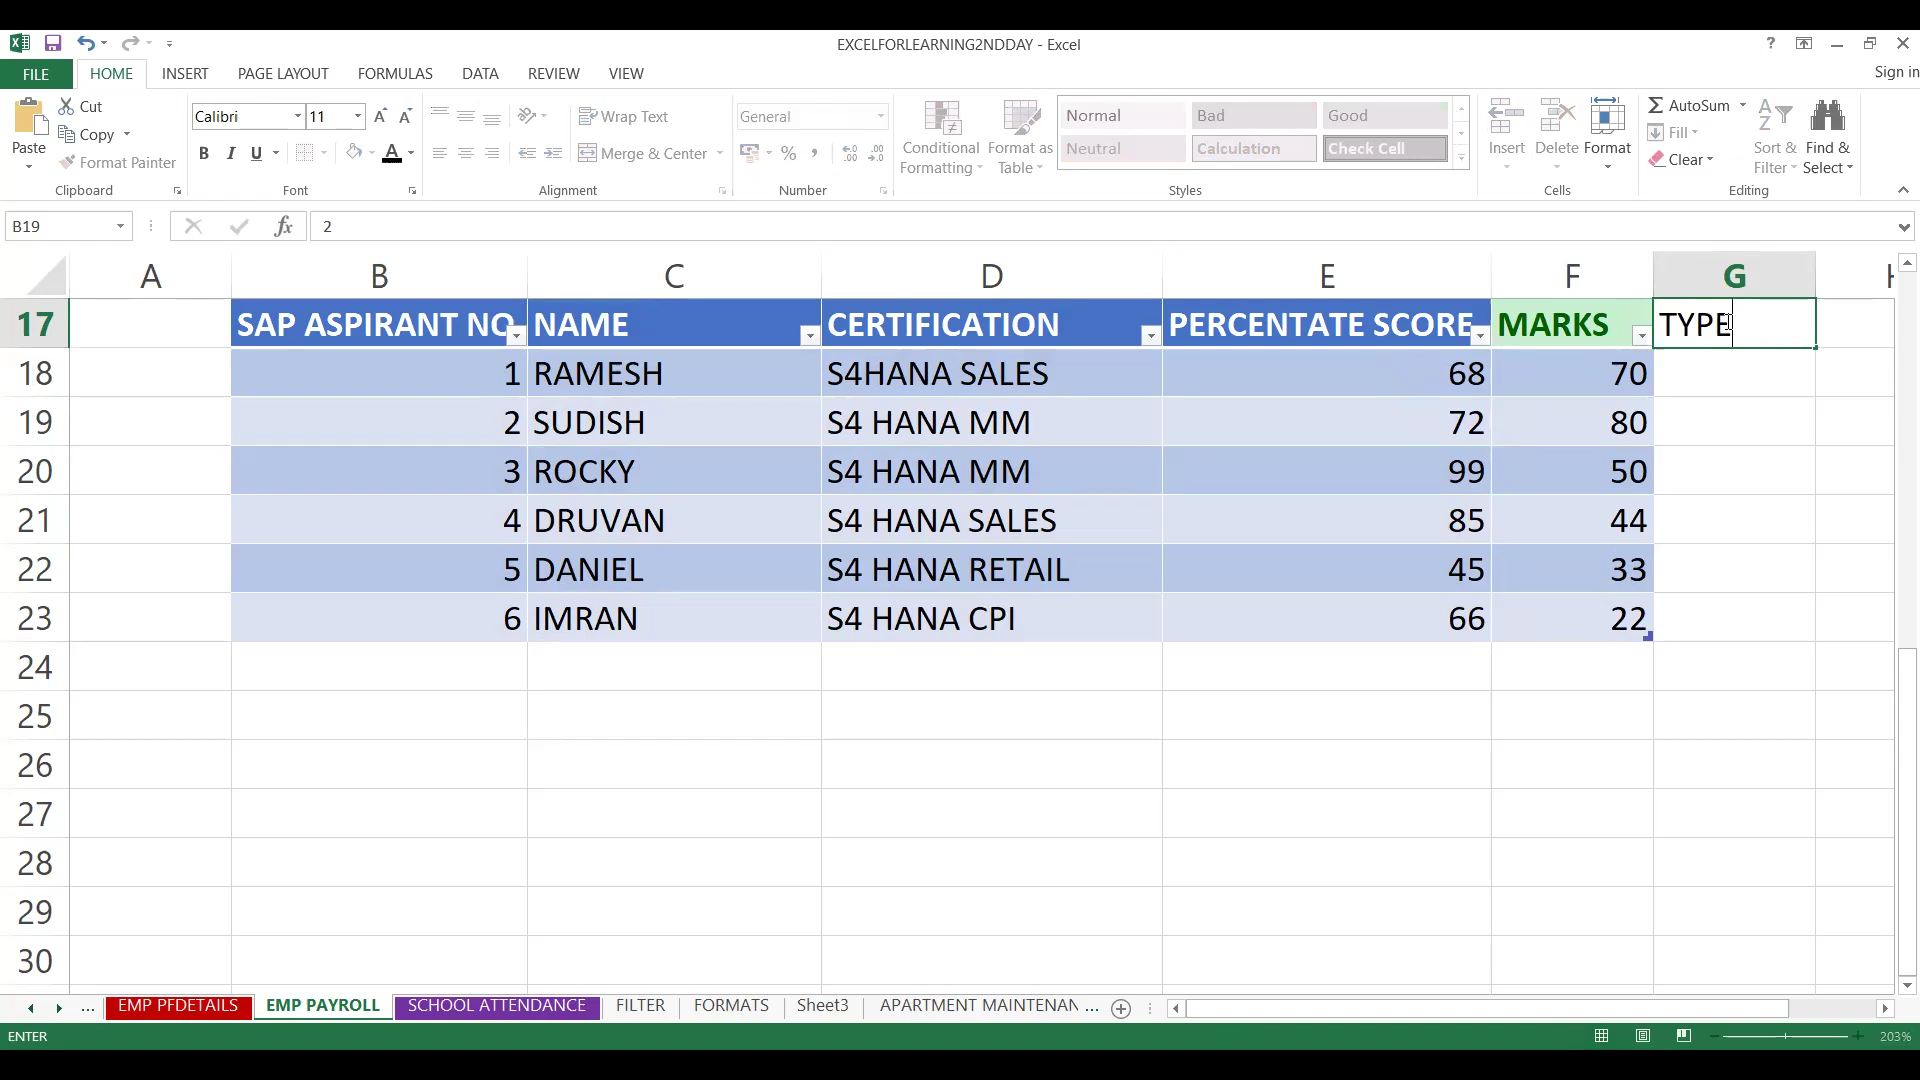 EXCELFORLEARNING2NDDAY - Excel
?
FILE HOME INSERT PAGE LAYOUT FORMULAS DATA REVIEW VIEW Sign in
Paste
Cut
Copy
Format Painter
Clipboard
Calibri 11
B I U A
Font
Wrap Text
Merge & Center
Alignment
General
%
Number
Conditional Formatting
Format as Table
Normal Bad Good
Neutral Calculation Check Cell
Styles
Insert Delete Format
Cells
AutoSum
Fill
Clear
Sort & Filter
Find & Select
Editing
B19 fx 2
A B C D E F G
17 SAP ASPIRANT NO NAME CERTIFICATION PERCENTATE SCORE MARKS TYPE
18 1 RAMESH S4HANA SALES 68 70
19 2 SUDISH S4 HANA MM 72 80
20 3 ROCKY S4 HANA MM 99 50
21 4 DRUVAN S4 HANA SALES 85 44
22 5 DANIEL S4 HANA RETAIL 45 33
23 6 IMRAN S4 HANA CPI 66 22
24
25
26
27
28
29
30
... EMP PFDETAILS EMP PAYROLL SCHOOL ATTENDANCE FILTER FORMATS Sheet3 APARTMENT MAINTENAN ...
ENTER 203%